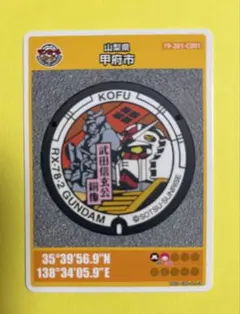 山梨県
19-201-C001
甲府市
KOFU
武田信玄公
銅像
RX-78-2 GUNDAM
©SOTSU・SUNRISE
35°39'56.9"N
138°34'05.9"E